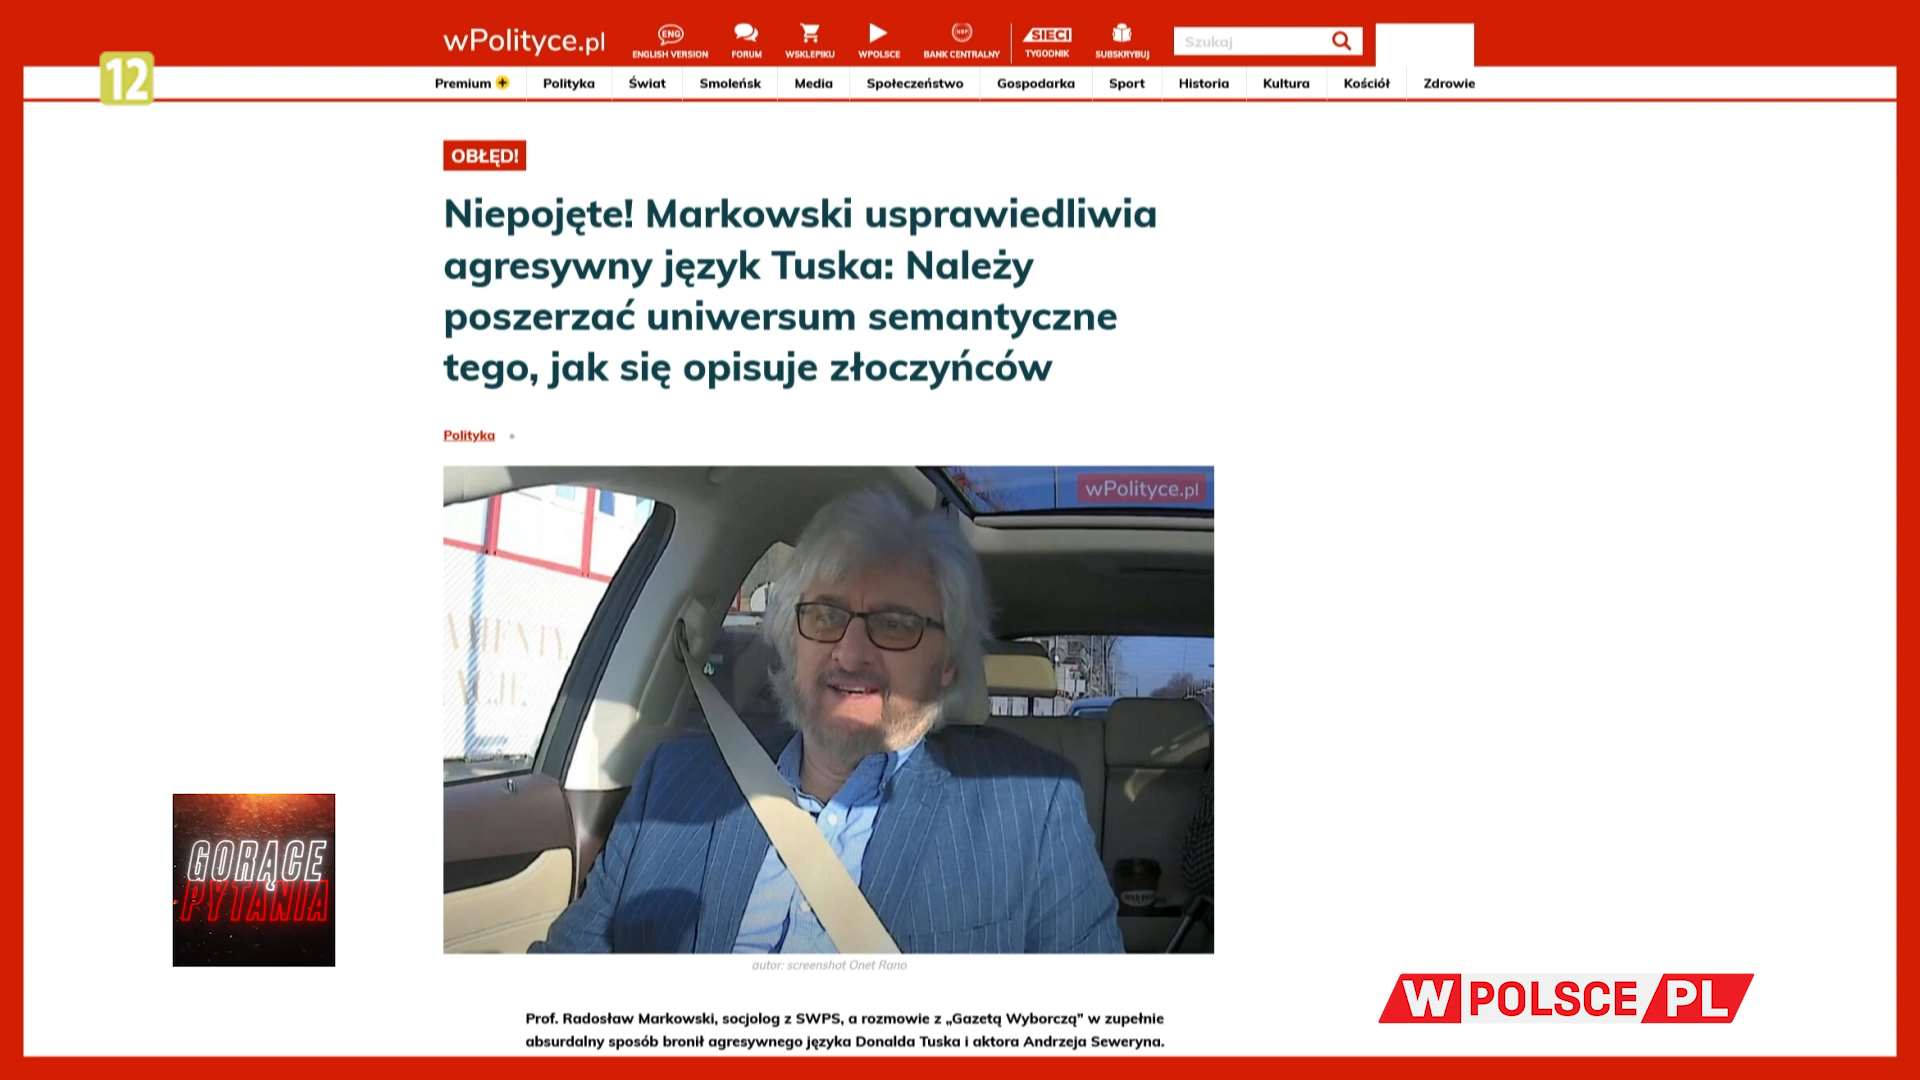 12
wPolityce.pl
ENG
ENGLISH VERSION
FORUM
WSKLEPIKU
WPOLSCE
NBP
BANK CENTRALNY
SIECI
TYGODNIK
SUBSKRYBUJ
Szukaj
Premium
Polityka
Świat
Smoleńsk
Media
Społeczeństwo
Gospodarka
Sport
Historia
Kultura
Kościół
Zdrowie
OBŁĘD!
Niepojęte! Markowski usprawiedliwia
agresywny język Tuska: Należy
poszerzać uniwersum semantyczne
tego, jak się opisuje złoczyńców
Polityka
wPolityce.pl
GORĄCE
PYTANIA
autor: screenshot Onet Rano
W POLSCE PL
Prof. Radosław Markowski, socjolog z SWPS, a rozmowie z „Gazetą Wyborczą” w zupełnie
absurdalny sposób bronił agresywnego języka Donalda Tuska i aktora Andrzeja Seweryna.